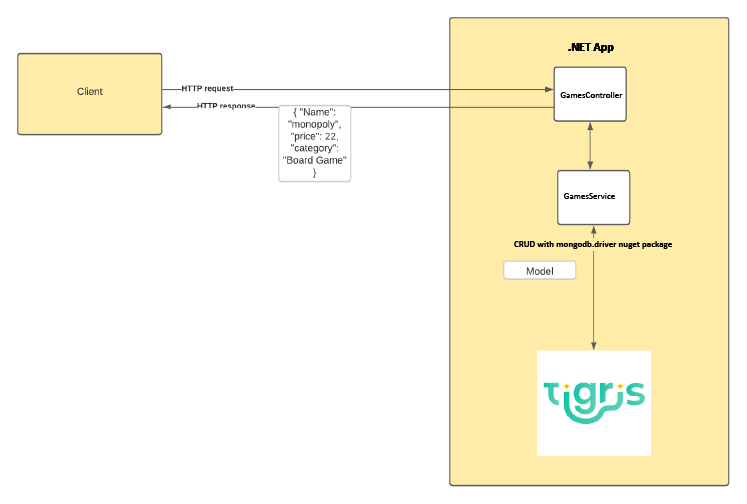 .NET App
Client
HTTP request
GamesController
HTTP response
{ "Name":
"monopoly",
"price": 22,
"category":
"Board Game"
}
GamesService
CRUD with mongodb.driver nuget package
Model
tigris